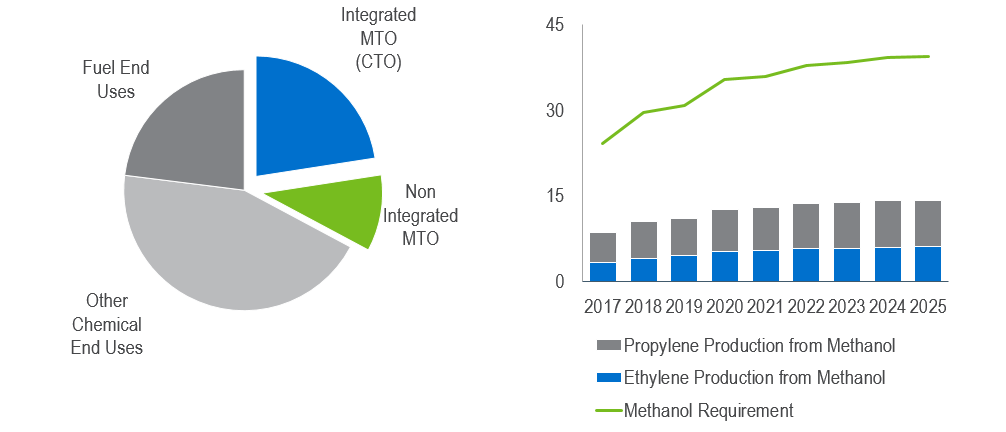 Integrated
MTO
(CTO)
Fuel End
Uses
Non
Integrated
MTO
Other
Chemical
End Uses
45
30
15
0
2017 2018 2019 2020 2021 2022 2023 2024 2025
Propylene Production from Methanol
Ethylene Production from Methanol
Methanol Requirement